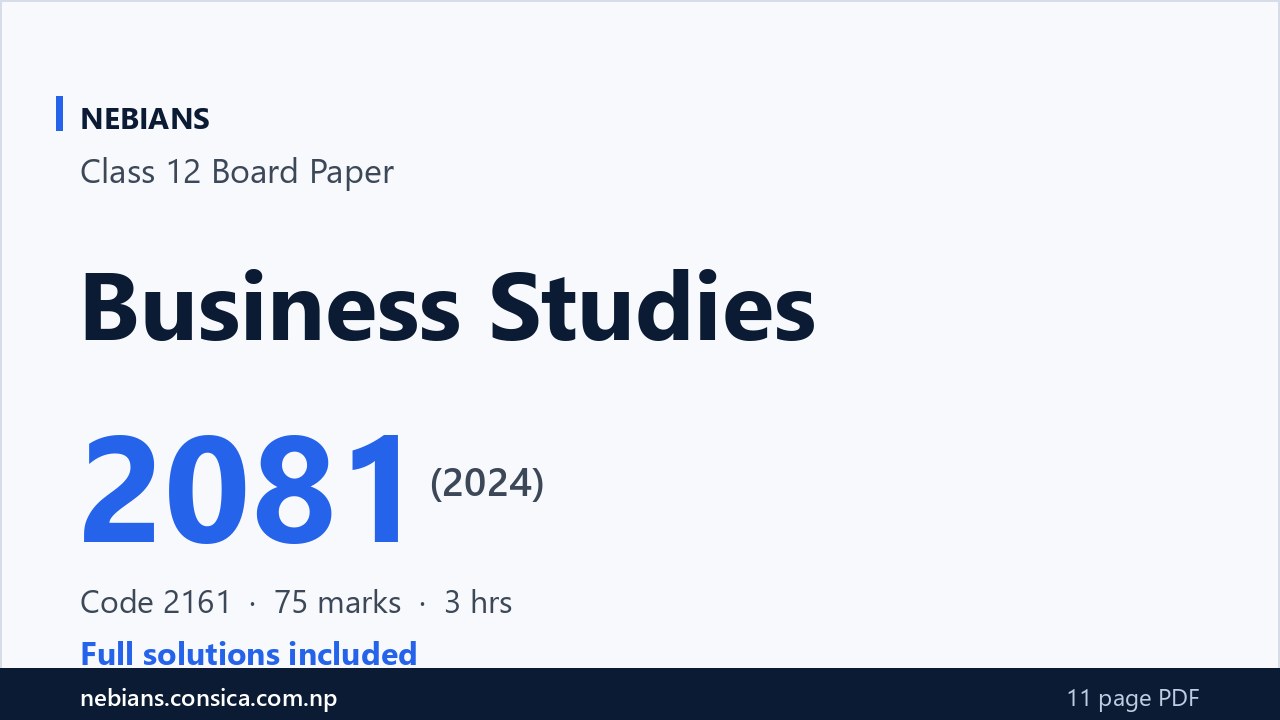 NEBIANS
Class 12 Board Paper
Business Studies
2081 (2024)
Code 2161 · 75 marks · 3 hrs
Full solutions included
nebians.consica.com.np
11 page PDF